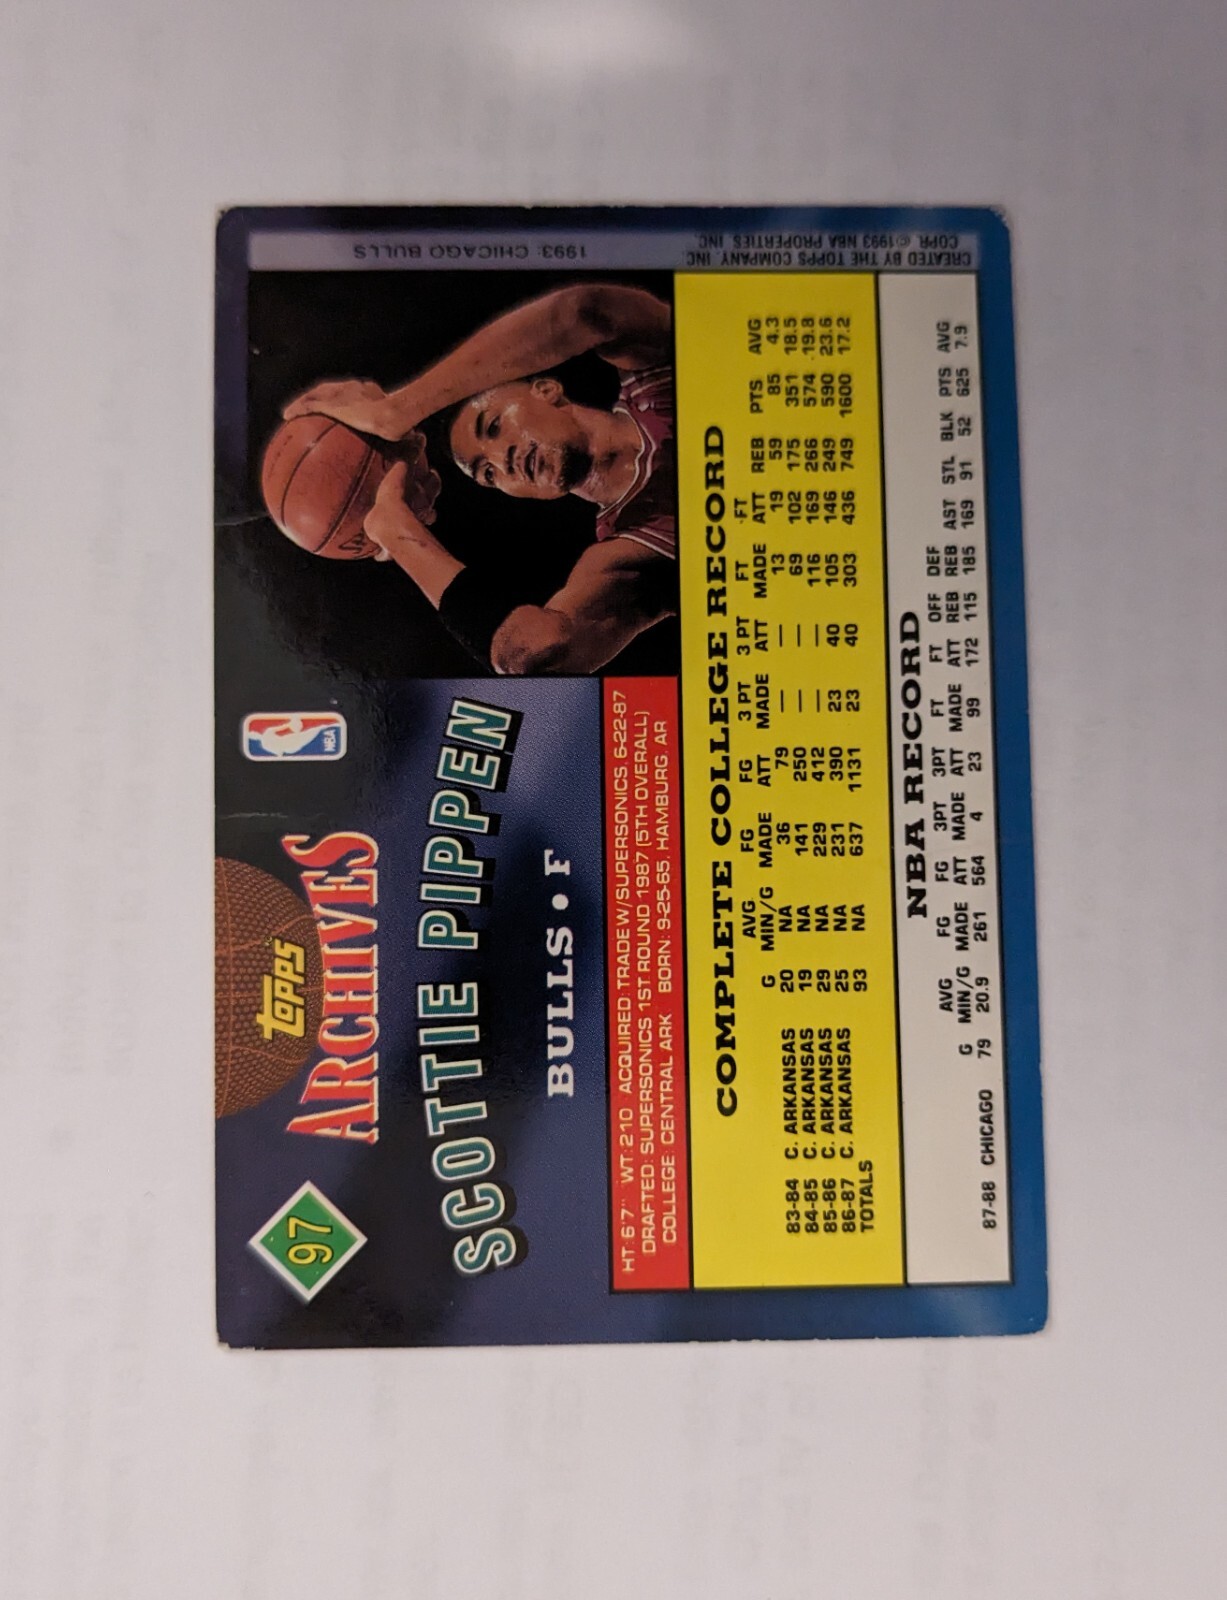 97
TOPPS
ARCHIVES
NBA
SCOTTIE PIPPEN
BULLS • F
HT: 6'7" WT: 210 ACQUIRED: TRADEW/SUPERSONICS, 6-22-87
DRAFTED: SUPERSONICS 1ST ROUND 1987 (5TH OVERALL)
COLLEGE: CENTRAL ARK BORN: 9-25-65, HAMBURG, AR
1993: CHICAGO BULLS
COMPLETE COLLEGE RECORD
G AVG MIN/G FG MADE FG ATT 3 PT MADE 3 PT ATT FT MADE FT ATT REB PTS AVG
83-84 C. ARKANSAS 20 NA 36 79 — — 13 19 59 85 4.3
84-85 C. ARKANSAS 19 NA 141 250 — — 69 102 175 351 18.5
85-86 C. ARKANSAS 29 NA 229 412 — — 116 169 266 574 19.8
86-87 C. ARKANSAS 25 NA 231 390 23 40 105 146 249 590 23.6
TOTALS 93 NA 637 1131 23 40 303 436 749 1600 17.2
NBA RECORD
G AVG MIN/G FG MADE FG ATT 3PT MADE 3PT ATT FT MADE FT ATT OFF REB DEF REB AST STL BLK PTS AVG
87-88 CHICAGO 79 20.9 261 564 4 23 99 172 115 185 169 91 52 625 7.9
CREATED BY THE TOPPS COMPANY, INC.
COPR. ©1993 NBA PROPERTIES, INC.